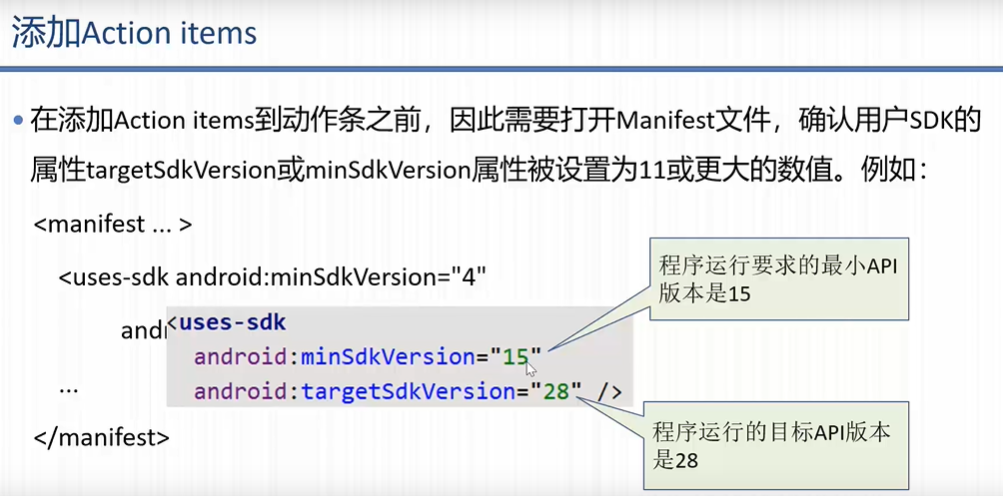 添加Action items
• 在添加Action items到动作条之前，因此需要打开Manifest文件，确认用户SDK的
属性targetSdkVersion或minSdkVersion属性被设置为11或更大的数值。例如：
<manifest ... >
<uses-sdk android:minSdkVersion="4"
andr
<uses-sdk
android:minSdkVersion="15"
android:targetSdkVersion="28" />
...
</manifest>
程序运行要求的最小API
版本是15
程序运行的目标API版本
是28